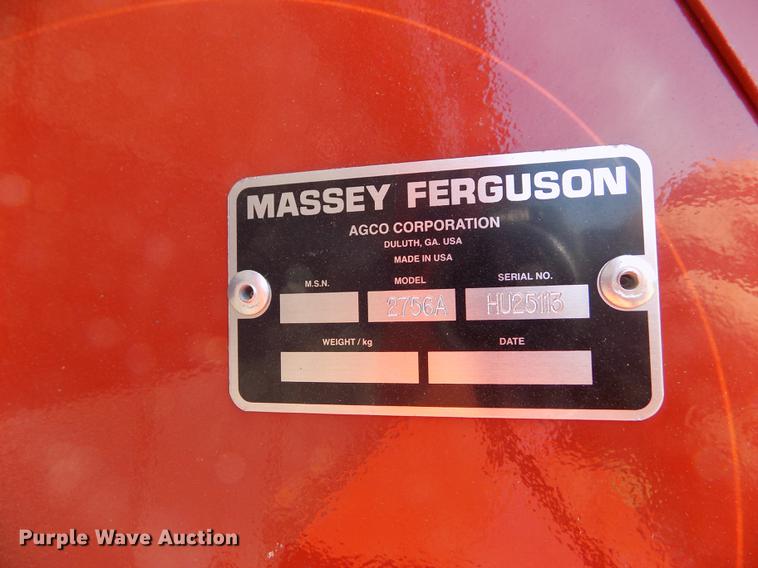 MASSEY FERGUSON
AGCO CORPORATION
DULUTH, GA. USA
MADE IN USA
M.S.N. MODEL SERIAL NO.
2756A HU25113
WEIGHT / kg DATE
Purple Wave Auction